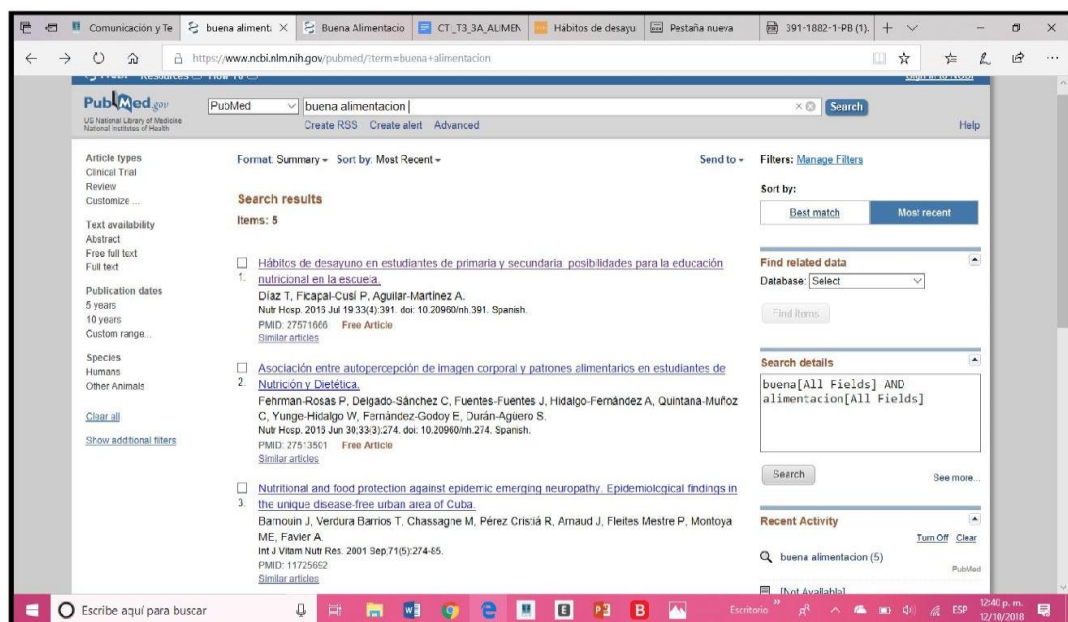 Comunicación y Te
buena aliment:
Buena Alimentacio
CT_T3_3A_ALIMEN
Hábitos de desayu
Pestaña nueva
391-1882-1-PB (1).
https://www.ncbi.nlm.nih.gov/pubmed/?term=buena+alimentacion
Resources
How To
Sign in to NCBI
PubMed.gov
US National Library of Medicine
National Institutes of Health
PubMed
buena alimentacion
Search
Create RSS Create alert Advanced
Help
Article types
Clinical Trial
Review
Customize ...
Text availability
Abstract
Free full text
Full text
Publication dates
5 years
10 years
Custom range...
Species
Humans
Other Animals
Clear all
Show additional filters
Format: Summary Sort by: Most Recent
Send to
Search results
Items: 5
1. Hábitos de desayuno en estudiantes de primaria y secundaria: posibilidades para la educación
nutricional en la escuela.
Díaz T, Ficapal-Cusí P, Aguilar-Martínez A.
Nutr Hosp. 2016 Jul 19;33(4):391. doi: 10.20960/nh.391. Spanish.
PMID: 27571666 Free Article
Similar articles
2. Asociación entre autopercepción de imagen corporal y patrones alimentarios en estudiantes de
Nutrición y Dietética.
Fehrman-Rosas P, Delgado-Sánchez C, Fuentes-Fuentes J, Hidalgo-Fernández A, Quintana-Muñoz
C, Yunge-Hidalgo W, Fernández-Godoy E, Durán-Agüero S.
Nutr Hosp. 2016 Jun 30;33(3):274. doi: 10.20960/nh.274. Spanish.
PMID: 27513501 Free Article
Similar articles
3. Nutritional and food protection against epidemic emerging neuropathy. Epidemiological findings in
the unique disease-free urban area of Cuba.
Barnouin J, Verdura Barrios T, Chassagne M, Pérez Cristiá R, Arnaud J, Fleites Mestre P, Montoya
ME, Favier A.
Int J Vitam Nutr Res. 2001 Sep;71(5):274-85.
PMID: 11725692
Similar articles
Filters: Manage Filters
Sort by:
Best match
Most recent
Find related data
Database: Select
Find items
Search details
buena[All Fields] AND
alimentacion[All Fields]
Search
See more...
Recent Activity
Turn Off Clear
buena alimentacion (5)
PubMed
[Not Available]
Escribe aquí para buscar
Escritorio
ESP
12:40 p. m.
12/10/2018